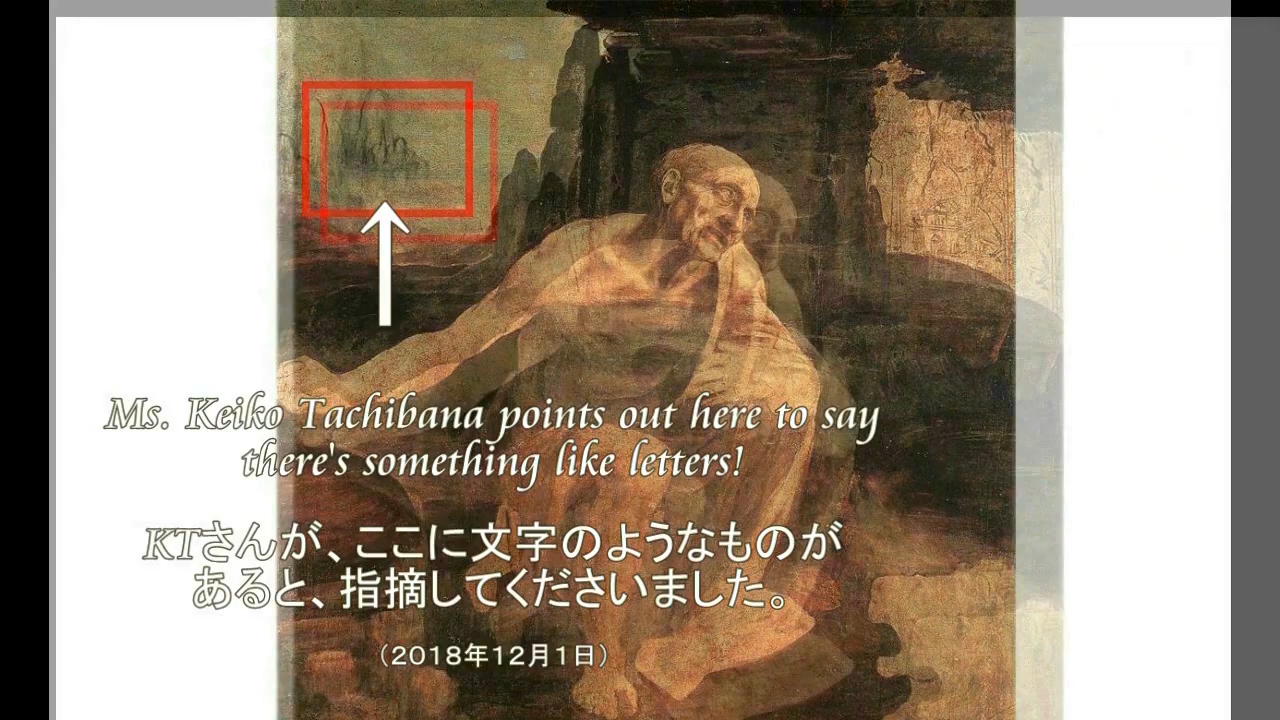 Ms. Keiko Tachibana points out here to say
there's something like letters!
KTさんが、ここに文字のようなものが
あると、指摘してくださいました。
（2018年12月1日）